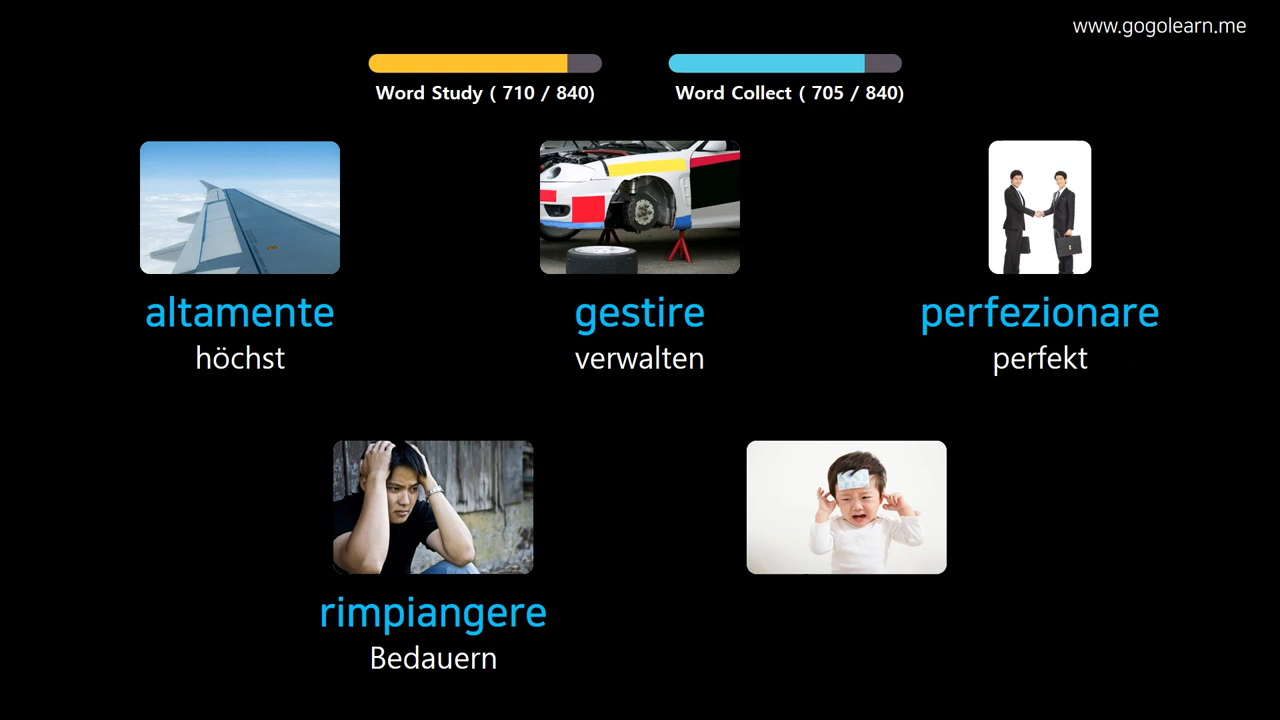 www.gogolearn.me
Word Study ( 710 / 840)
Word Collect ( 705 / 840)
altamente
höchst
gestire
verwalten
perfezionare
perfekt
rimpiangere
Bedauern